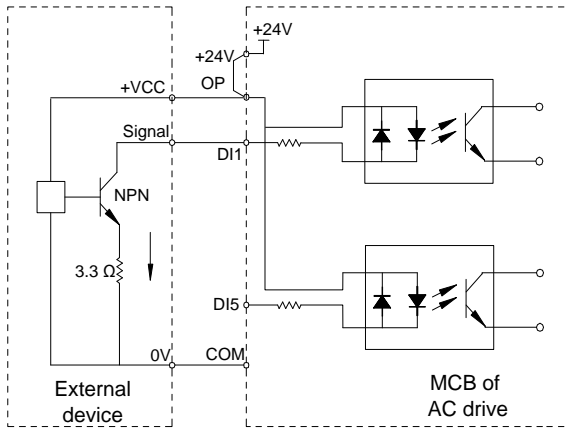 +24V
+24V
+VCC
OP
Signal
DI1
NPN
3.3 Ω
DI5
0V
COM
External
device
MCB of
AC drive